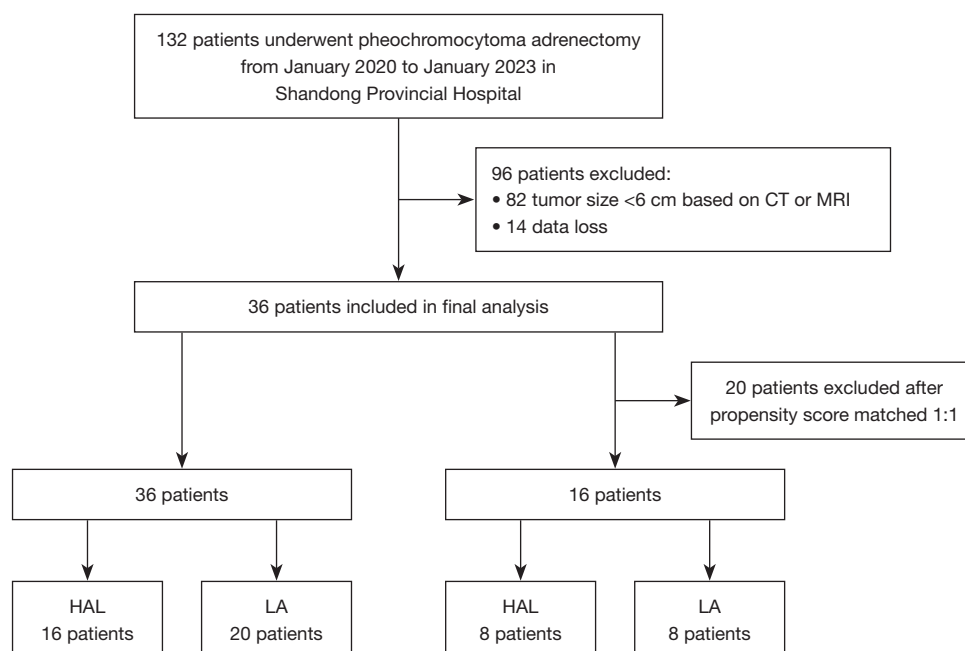 132 patients underwent pheochromocytoma adrenectomy
from January 2020 to January 2023 in
Shandong Provincial Hospital
96 patients excluded:
• 82 tumor size <6 cm based on CT or MRI
• 14 data loss
36 patients included in final analysis
20 patients excluded after
propensity score matched 1:1
36 patients
16 patients
HAL
16 patients
LA
20 patients
HAL
8 patients
LA
8 patients